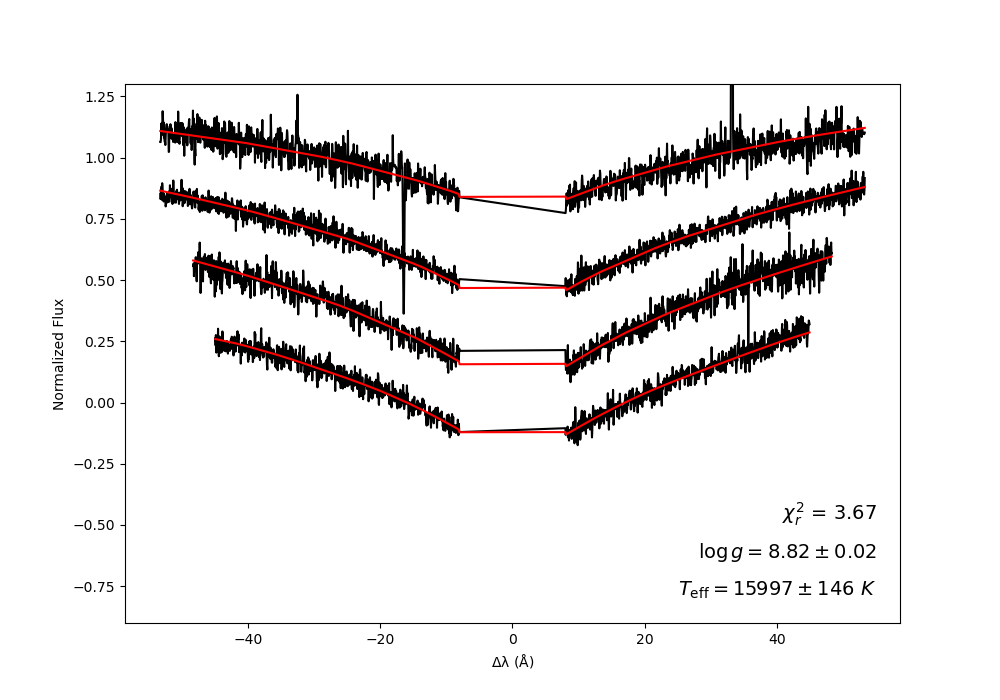 1.25
1.00
0.75
0.50
0.25
0.00
−0.25
−0.50
−0.75
Normalized Flux
χ²ᵣ = 3.67
log g = 8.82 ± 0.02
T_eff = 15997 ± 146 K
−40 −20 0 20 40
Δλ (Å)